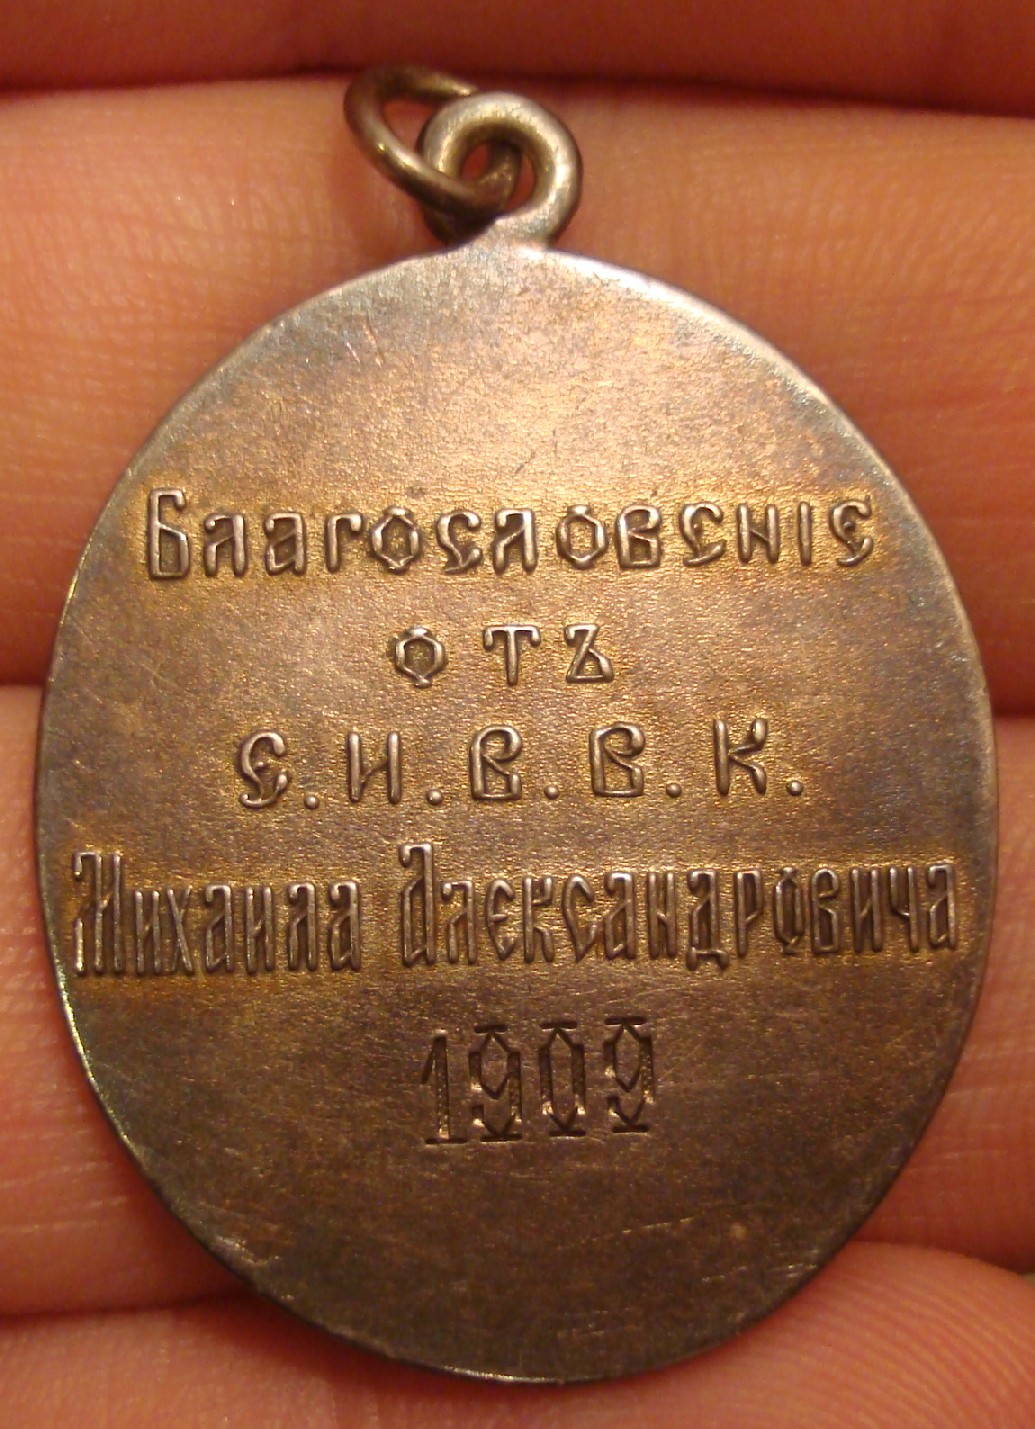 Благословеніе
отъ
Є.И.В.В.К.
Михаила Александровича
1909